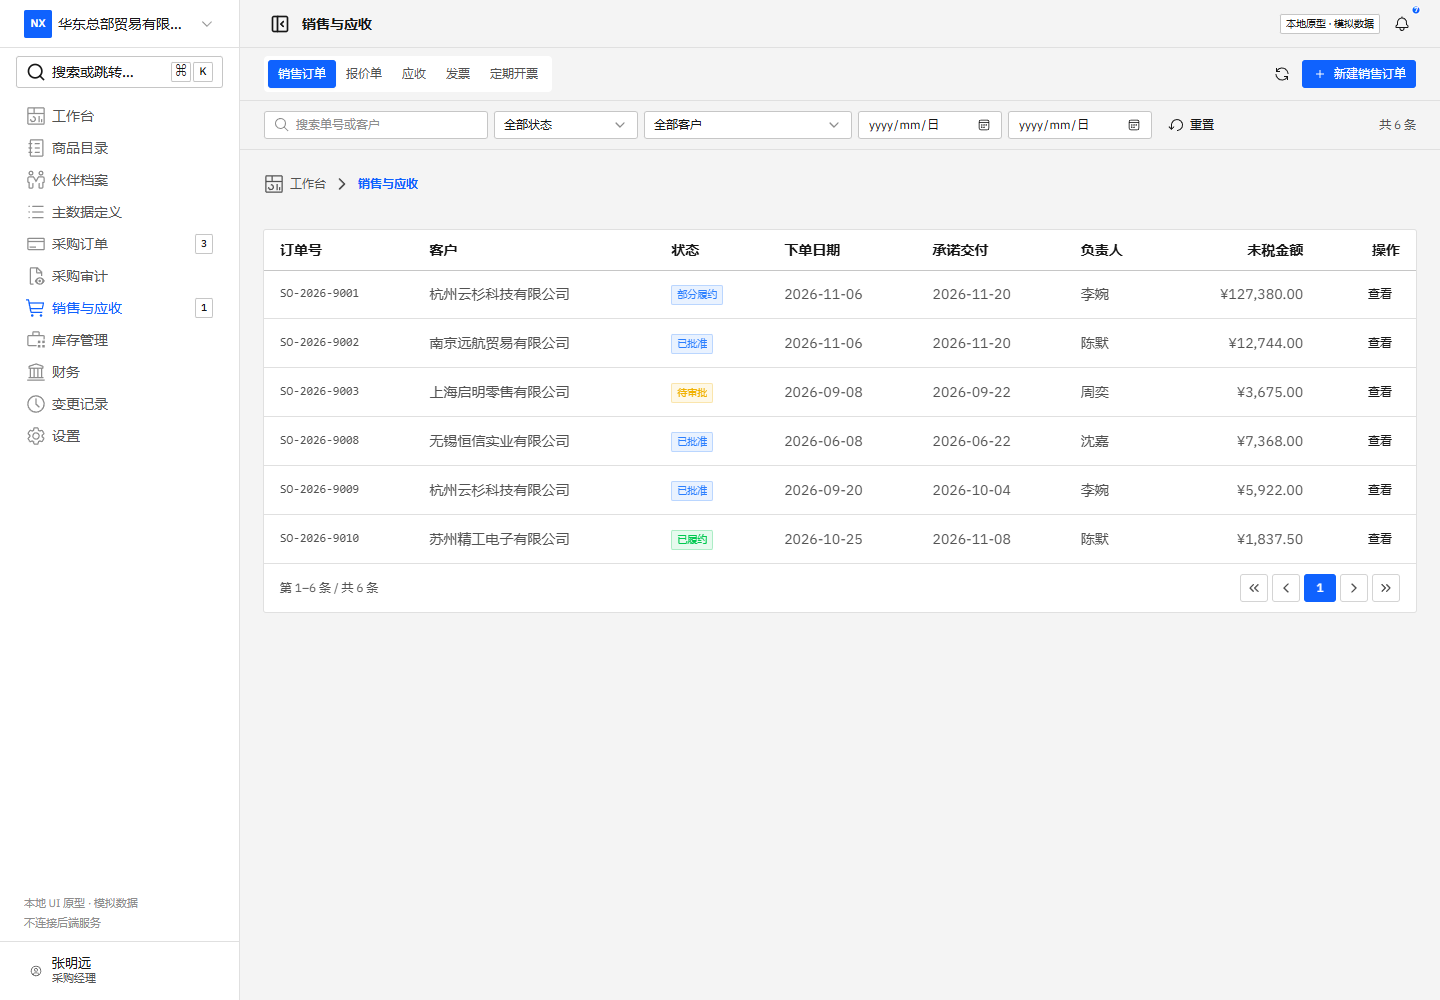 NX 华东总部贸易有限...
搜索或跳转... ⌘ K
工作台
商品目录
伙伴档案
主数据定义
采购订单 3
采购审计
销售与应收 1
库存管理
财务
变更记录
设置
本地 UI 原型 · 模拟数据
不连接后端服务
张明远
采购经理
销售与应收
本地原型 · 模拟数据
销售订单 报价单 应收 发票 定期开票
新建销售订单
搜索单号或客户 全部状态 全部客户 yyyy/mm/日 yyyy/mm/日 重置 共 6 条
工作台 销售与应收
订单号 客户 状态 下单日期 承诺交付 负责人 未税金额 操作
SO-2026-9001 杭州云杉科技有限公司 部分履约 2026-11-06 2026-11-20 李婉 ¥127,380.00 查看
SO-2026-9002 南京远航贸易有限公司 已批准 2026-11-06 2026-11-20 陈默 ¥12,744.00 查看
SO-2026-9003 上海启明零售有限公司 待审批 2026-09-08 2026-09-22 周奕 ¥3,675.00 查看
SO-2026-9008 无锡恒信实业有限公司 已批准 2026-06-08 2026-06-22 沈嘉 ¥7,368.00 查看
SO-2026-9009 杭州云杉科技有限公司 已批准 2026-09-20 2026-10-04 李婉 ¥5,922.00 查看
SO-2026-9010 苏州精工电子有限公司 已履约 2026-10-25 2026-11-08 陈默 ¥1,837.50 查看
第 1–6 条 / 共 6 条 1